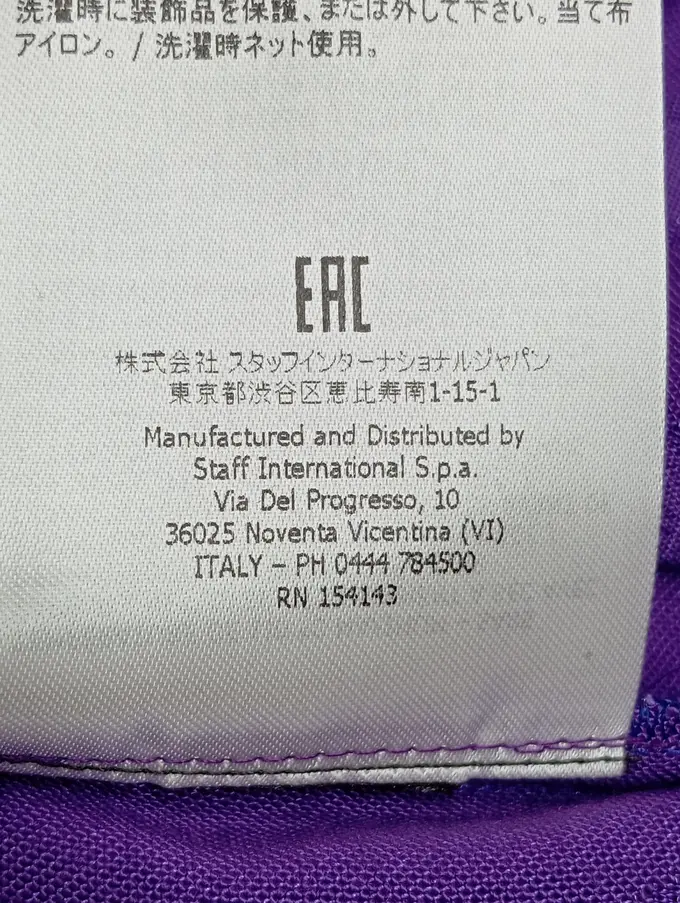 洗濯時に装飾品を保護、または外して下さい。当て布
アイロン。/ 洗濯時ネット使用。
EAC
株式会社 スタッフインターナショナルジャパン
東京都渋谷区恵比寿南1-15-1
Manufactured and Distributed by
Staff International S.p.a.
Via Del Progresso, 10
36025 Noventa Vicentina (VI)
ITALY – PH 0444 784500
RN 154143